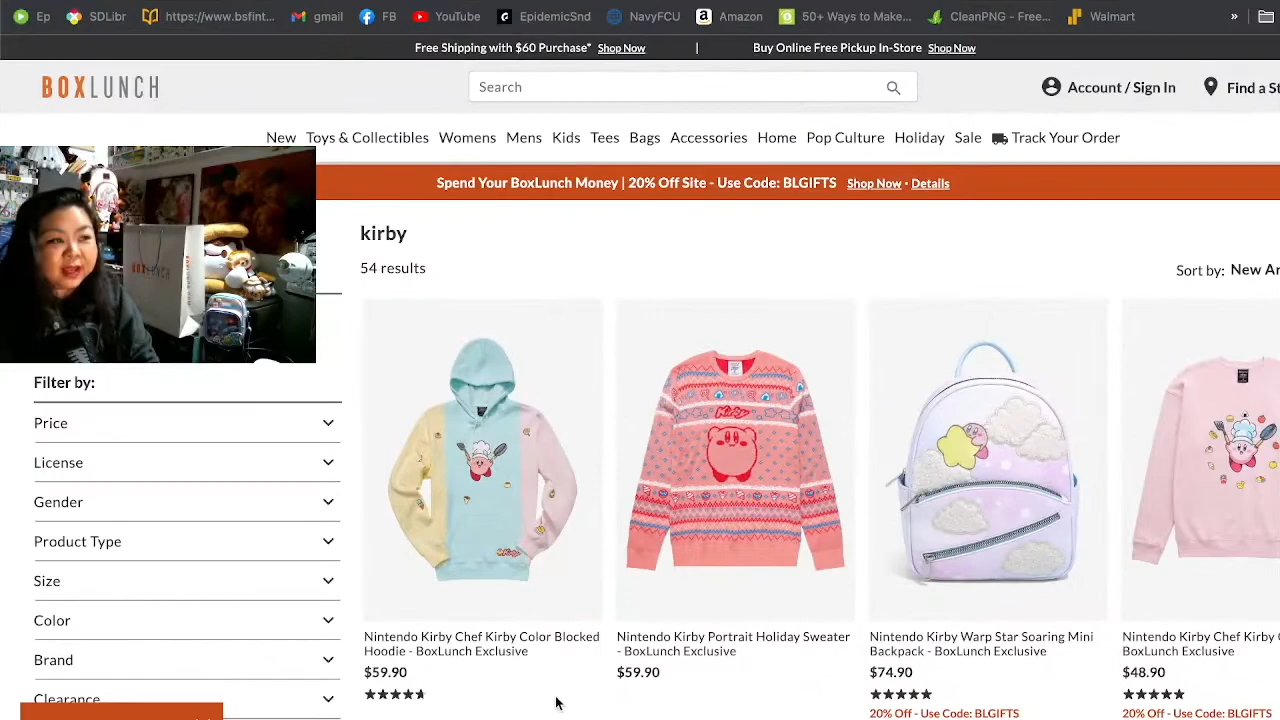 Ep
SDLibr
https://www.bsfint...
gmail
FB
YouTube
EpidemicSnd
NavyFCU
Amazon
50+ Ways to Make...
CleanPNG - Free...
Walmart
»
Free Shipping with $60 Purchase* Shop Now | Buy Online Free Pickup In-Store Shop Now
BOXLUNCH
Search
Account / Sign In
Find a St
New Toys & Collectibles Womens Mens Kids Tees Bags Accessories Home Pop Culture Holiday Sale Track Your Order
Spend Your BoxLunch Money | 20% Off Site - Use Code: BLGIFTS Shop Now · Details
BOXLUNCH
kirby
54 results
Sort by: New Ar
Filter by:
Price
License
Gender
Product Type
Size
Color
Brand
Clearance
Kirby
Nintendo Kirby Chef Kirby Color Blocked
Hoodie - BoxLunch Exclusive
$59.90
Nintendo Kirby Portrait Holiday Sweater
- BoxLunch Exclusive
$59.90
Nintendo Kirby Warp Star Soaring Mini
Backpack - BoxLunch Exclusive
$74.90
20% Off - Use Code: BLGIFTS
Nintendo Kirby Chef Kirby
BoxLunch Exclusive
$48.90
20% Off - Use Code: BLGIFTS